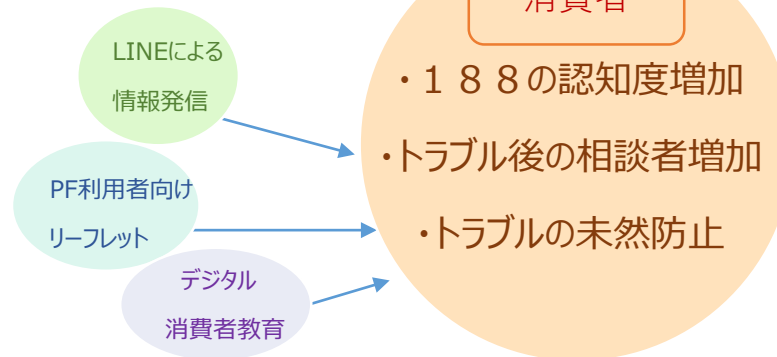 消費者
LINEによる
情報発信
・１８８の認知度増加
・トラブル後の相談者増加
PF利用者向け
リーフレット
・トラブルの未然防止
デジタル
消費者教育